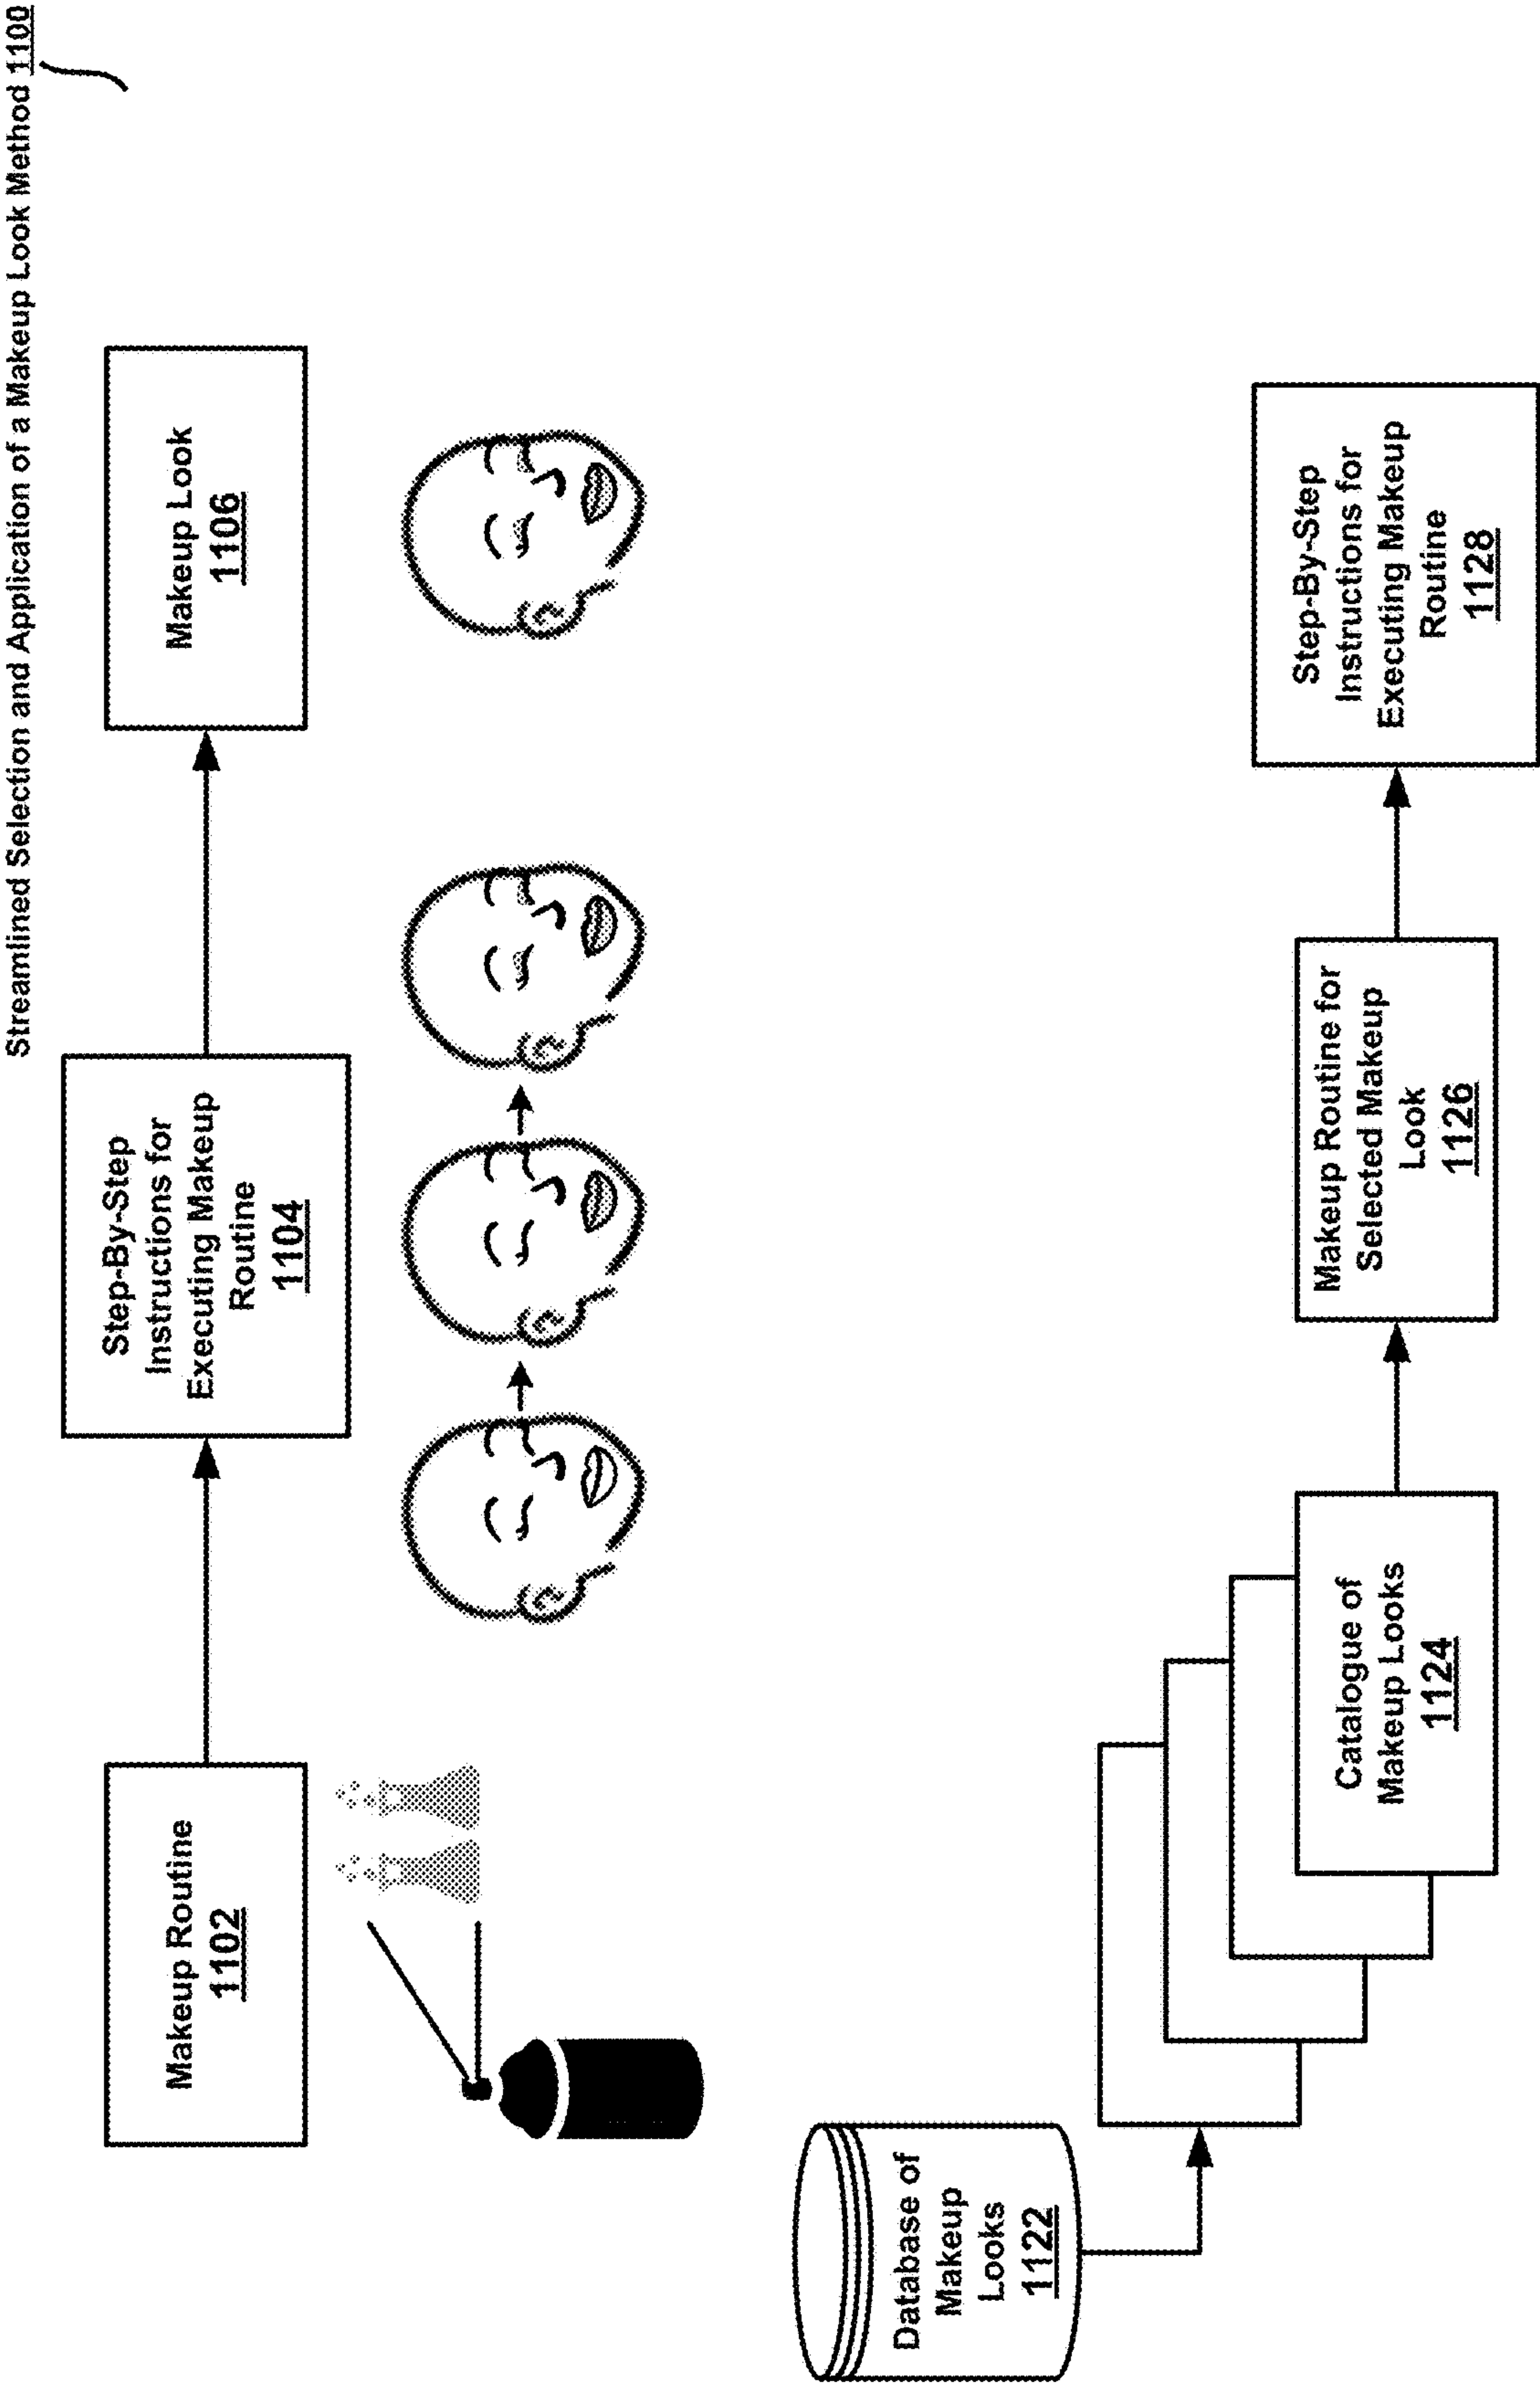 Streamlined Selection and Application of a Makeup Look Method 1100
Makeup Routine
1102
Step-By-Step
Instructions for
Executing Makeup
Routine
1104
Makeup Look
1106
Database of
Makeup
Looks
1122
Catalogue of
Makeup Looks
1124
Makeup Routine for
Selected Makeup
Look
1126
Step-By-Step
Instructions for
Executing Makeup
Routine
1128